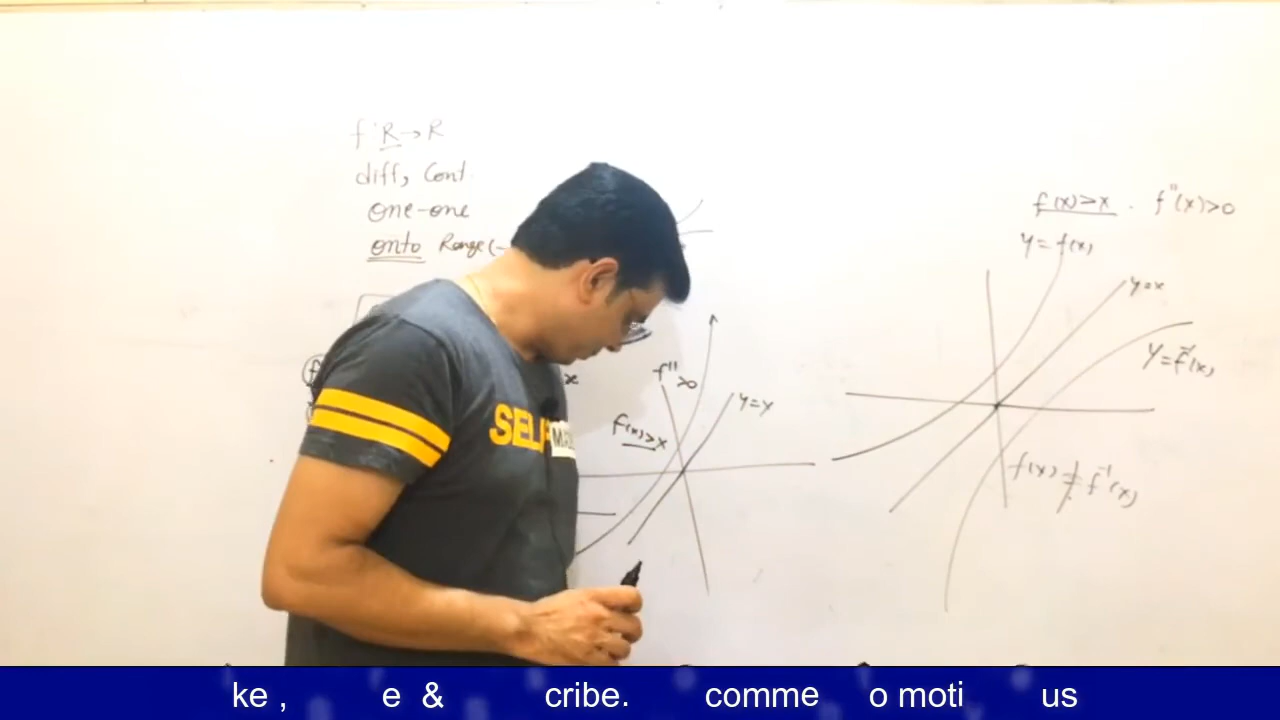 f: R→R
diff, Cont.
one-one
onto Range(-
x
f''>0
f(x)>x
y=x
f(x)>x . f''(x)>0
y=f(x)
y=x
y=f⁻¹(x)
f(x)≠f⁻¹(x)
SELF
ke , e & cribe. comme o moti us